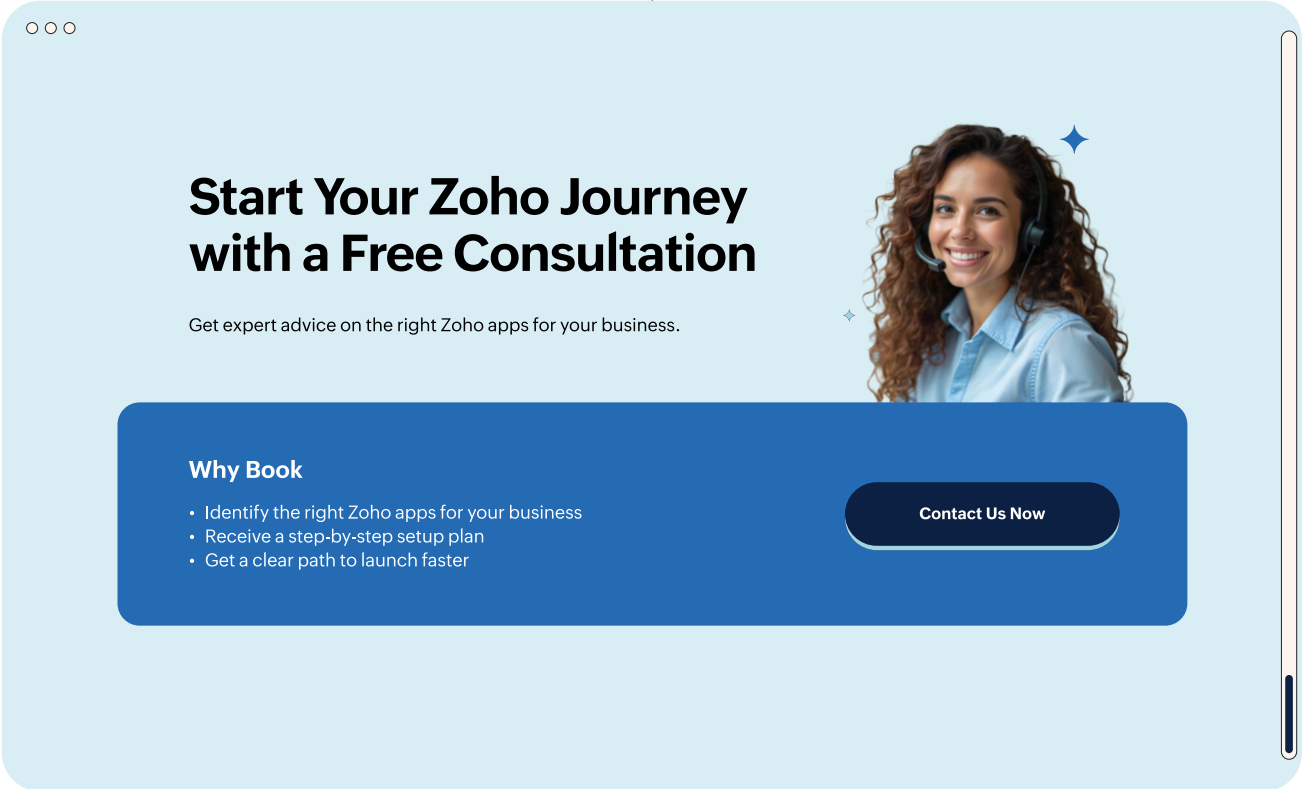 Start Your Zoho Journey
with a Free Consultation
Get expert advice on the right Zoho apps for your business.
Why Book
• Identify the right Zoho apps for your business
• Receive a step-by-step setup plan
• Get a clear path to launch faster
Contact Us Now